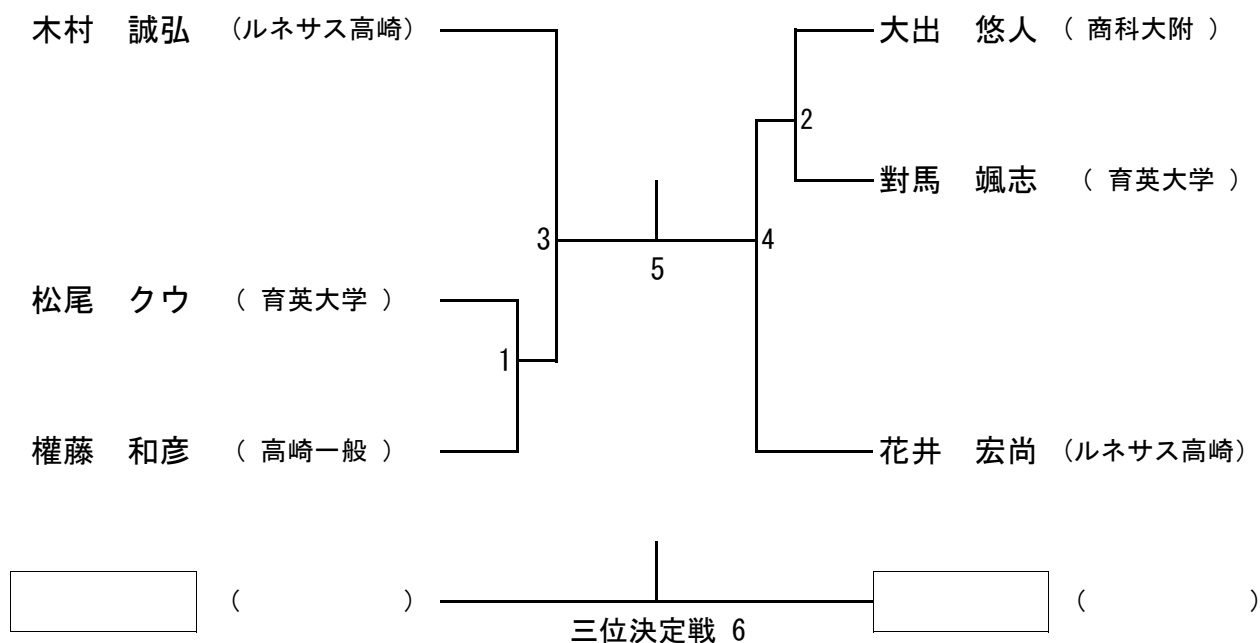 木村　誠弘　(ルネサス高崎)
大出　悠人　( 商科大附 )
2
對馬　颯志　( 育英大学 )
3
4
5
松尾　クウ　( 育英大学 )
1
權藤　和彦　( 高崎一般 )
花井　宏尚　(ルネサス高崎)
(　　　　　)
(　　　　　)
三位決定戦 6